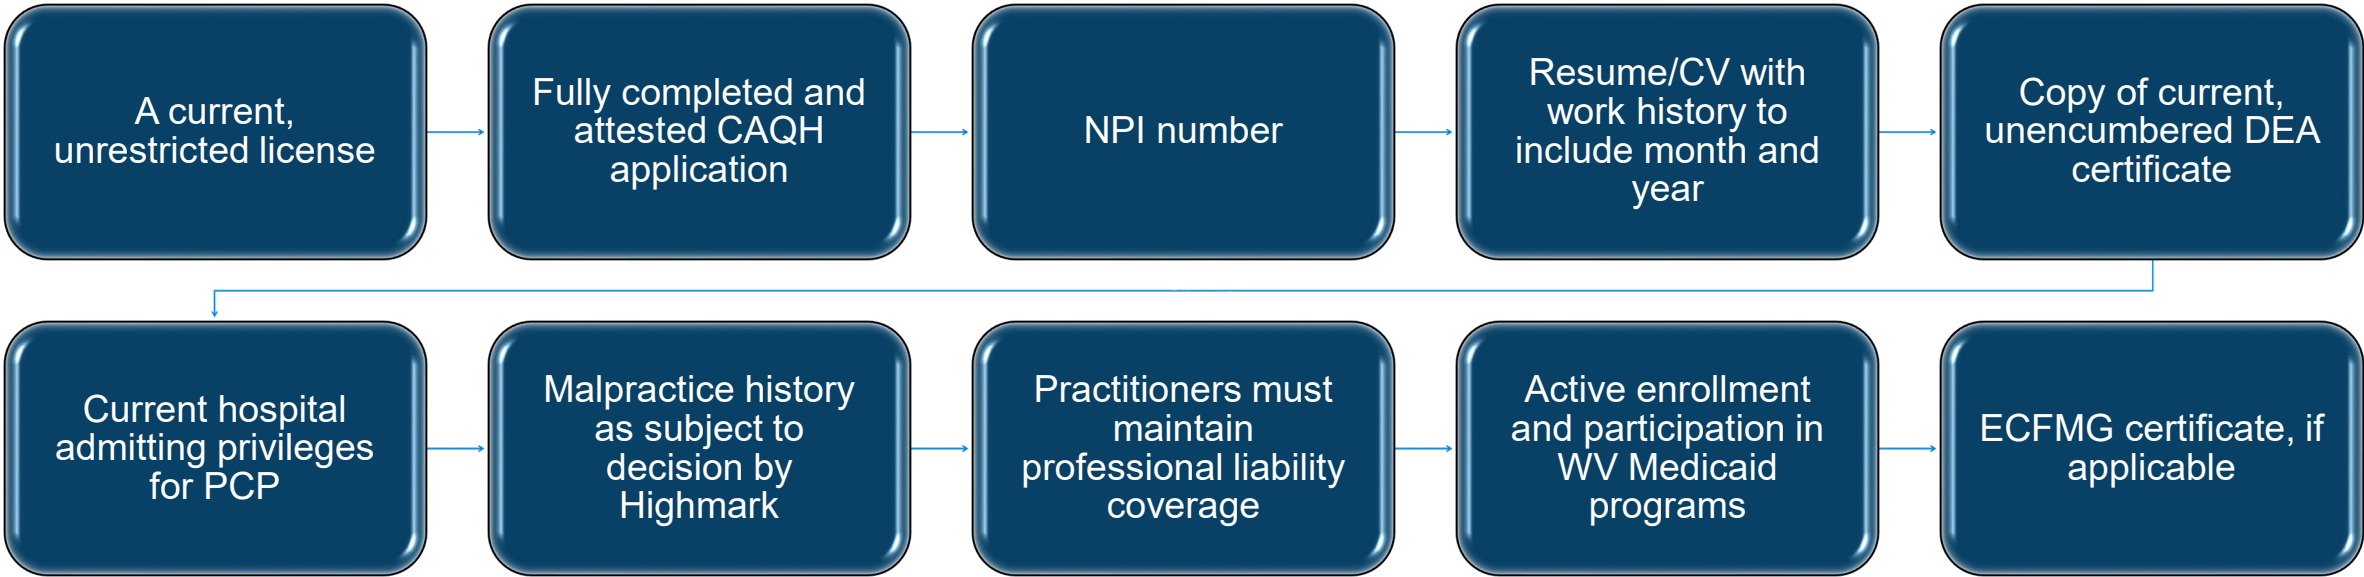 A current,
unrestricted license
Fully completed and
attested CAQH
application
NPI number
Resume/CV with
work history to
include month and
year
Copy of current,
unencumbered DEA
certificate
Current hospital
admitting privileges
for PCP
Malpractice history
as subject to
decision by
Highmark
Practitioners must
maintain
professional liability
coverage
Active enrollment
and participation in
WV Medicaid
programs
ECFMG certificate, if
applicable